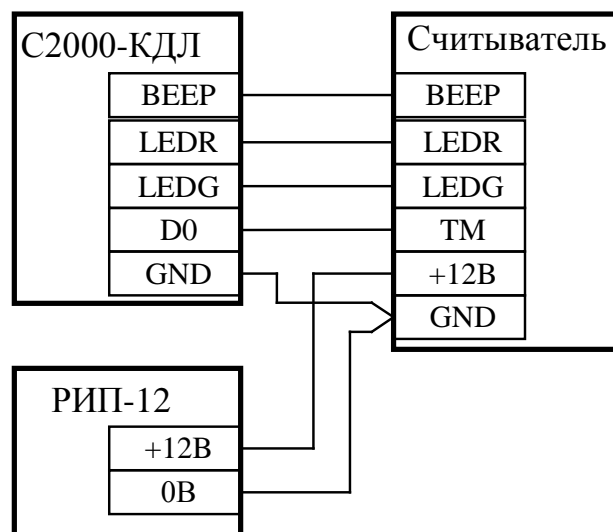 С2000-КДЛ
BEEP
LEDR
LEDG
D0
GND
Считыватель
BEEP
LEDR
LEDG
TM
+12В
GND
РИП-12
+12В
0В